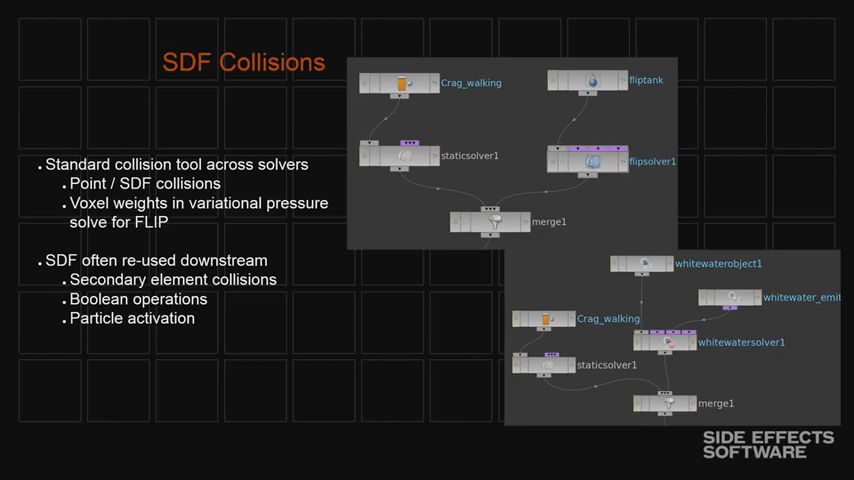 SDF Collisions
Standard collision tool across solvers
Point / SDF collisions
Voxel weights in variational pressure
solve for FLIP
SDF often re-used downstream
Secondary element collisions
Boolean operations
Particle activation
Crag_walking
fliptank
staticsolver1
flipsolver1
merge1
whitewaterobject1
whitewater_emit
Crag_walking
whitewatersolver1
staticsolver1
merge1
SIDE EFFECTS
SOFTWARE